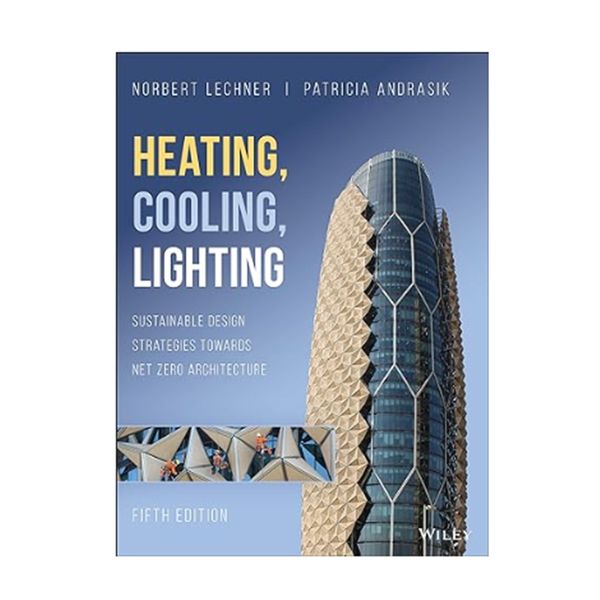 NORBERT LECHNER | PATRICIA ANDRASIK
HEATING,
COOLING,
LIGHTING
SUSTAINABLE DESIGN
STRATEGIES TOWARDS
NET ZERO ARCHITECTURE
FIFTH EDITION
WILEY